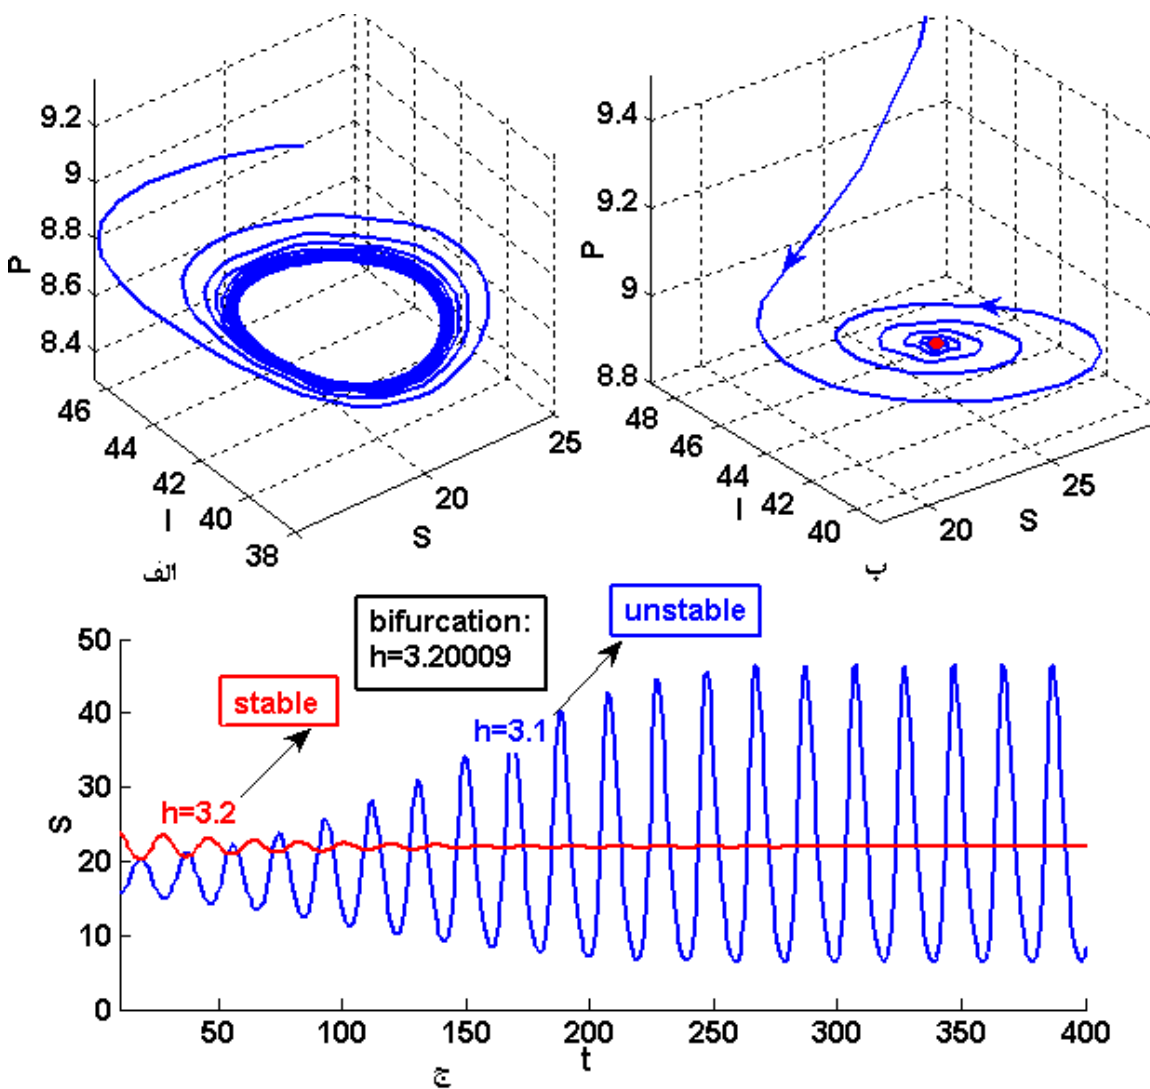 9.2
9
8.8
8.6
8.4
P
46
44
42
40
38
I
25
20
S
الف
9.4
9.2
9
8.8
P
48
46
44
42
40
I
20
25
S
ب
bifurcation:
h=3.20009
unstable
stable
h=3.1
h=3.2
50
40
30
20
10
0
S
50
100
150
200
250
300
350
400
t
ج